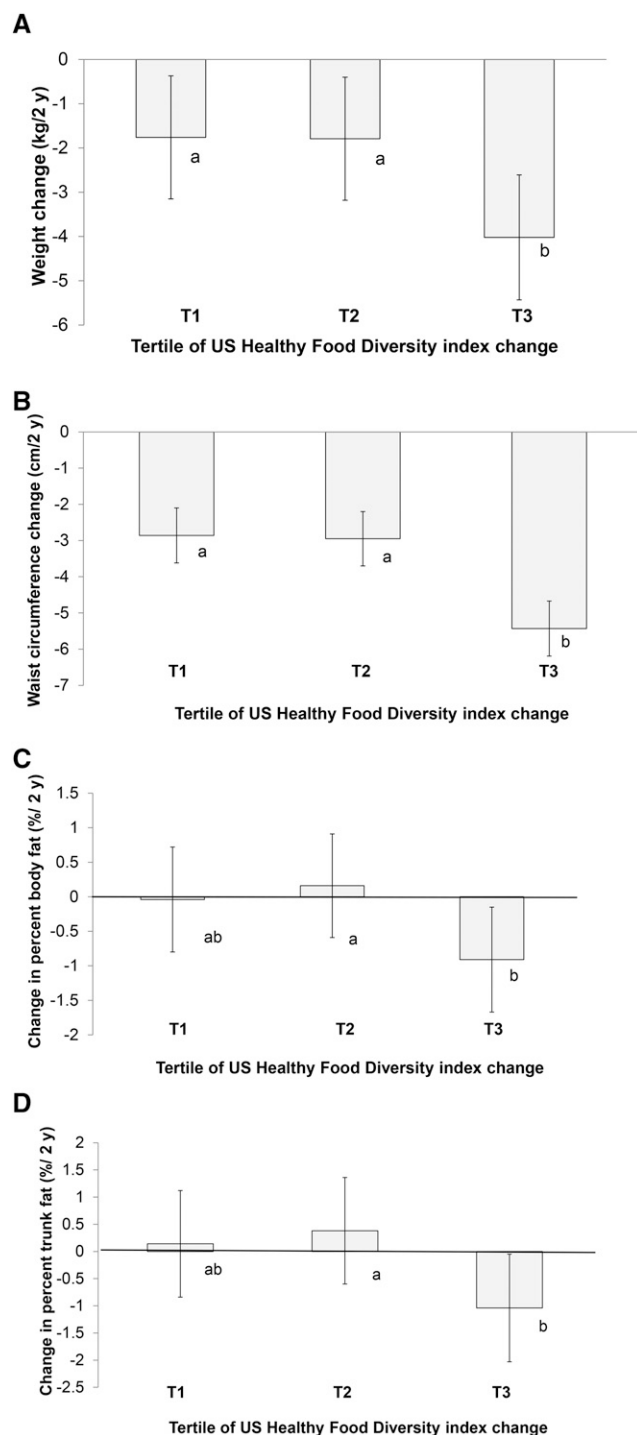 A
Weight change (kg/2 y)
0
-1
-2
-3
-4
-5
-6
a
a
b
T1 T2 T3
Tertile of US Healthy Food Diversity index change
B
Waist circumference change (cm/2 y)
0
-1
-2
-3
-4
-5
-6
-7
a
a
b
T1 T2 T3
Tertile of US Healthy Food Diversity index change
C
Change in percent body fat (%/ 2 y)
1.5
1
0.5
0
-0.5
-1
-1.5
-2
ab
a
b
T1 T2 T3
Tertile of US Healthy Food Diversity index change
D
Change in percent trunk fat (%/ 2 y)
2
1.5
1
0.5
0
-0.5
-1
-1.5
-2
-2.5
ab
a
b
T1 T2 T3
Tertile of US Healthy Food Diversity index change